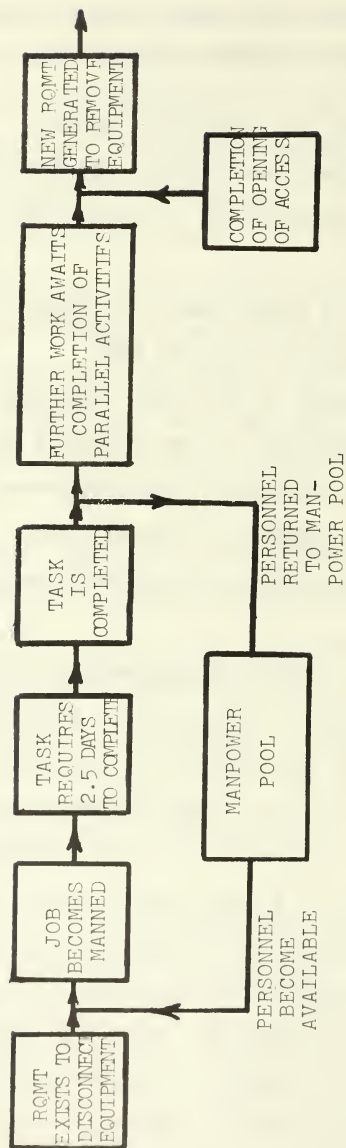 RQMT
EXISTS TO
DISCONNECT
EQUIPMENT
JOB
BECOMES
MANNED
TASK
REQUIRES
2.5 DAYS
TO COMPLETE
TASK
IS
COMPLETED
FURTHER WORK AWAITS
COMPLETION OF
PARALLEL ACTIVITIES
NEW RQMT
GENERATED
TO REMOVE
EQUIPMENT
PERSONNEL
BECOME
AVAILABLE
MANPOWER
POOL
PERSONNEL
RETURNED
TO MAN-
POWER POOL
COMPLETION
OF OPENING
OF ACCESS